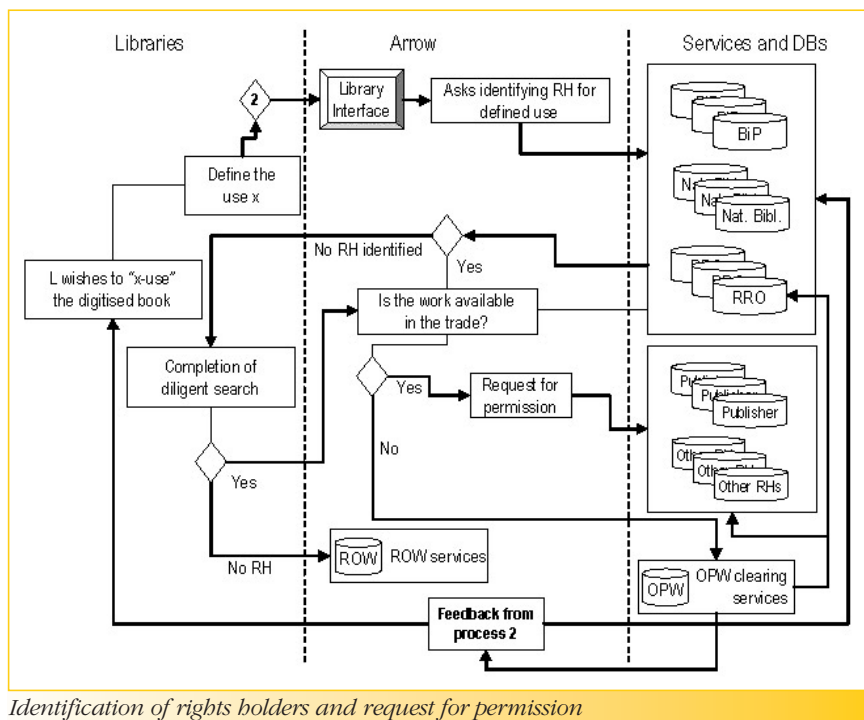 Libraries
Arrow
Services and DBs
2
Library
Interface
Asks identifying RH for
defined use
BiP
Define the
use x
Nat. Bibl.
No RH identified
Yes
L wishes to "x-use"
the digitised book
Is the work available
in the trade?
RRO
Completion of
diligent search
Yes
Request for
permission
Publisher
Publisher
No
Yes
Other RHs
No RH
ROW
ROW services
OPW
OPW clearing
services
Feedback from
process 2
Identification of rights holders and request for permission